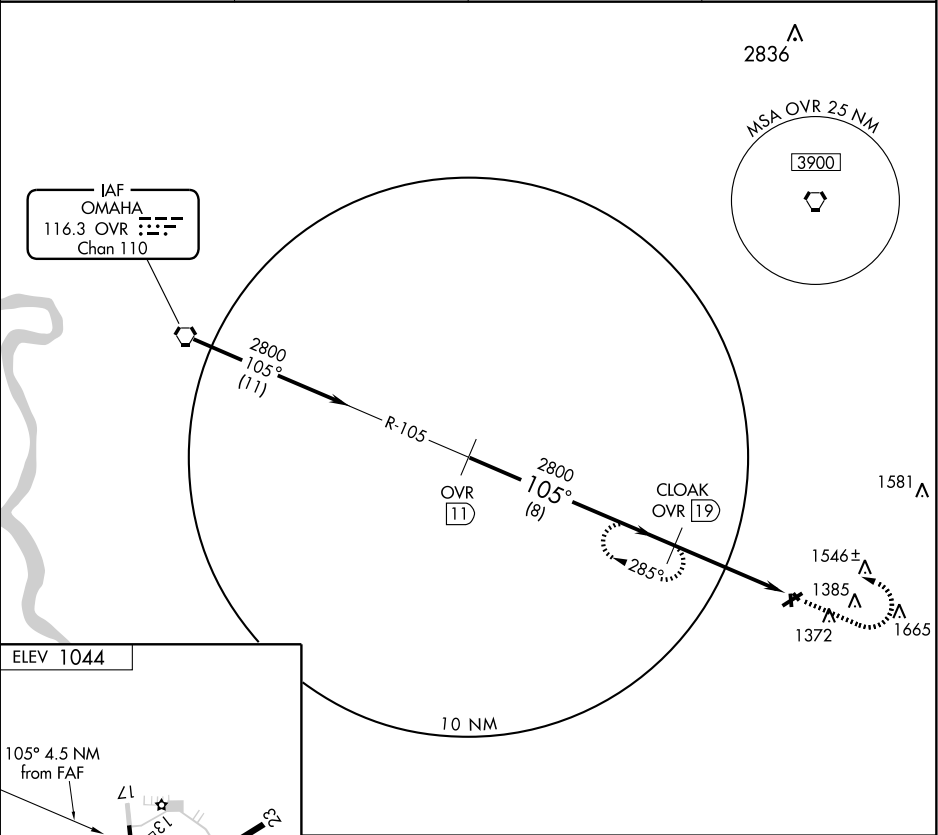 2836
MSA OVR 25 NM
3900
IAF
OMAHA
116.3 OVR
Chan 110
2800
105°
(11)
R-105
OVR
11
2800
105°
(8)
CLOAK
OVR 19
285°
1581
1546±
1385
1372
1665
10 NM
ELEV 1044
105° 4.5 NM
from FAF
17
13
23